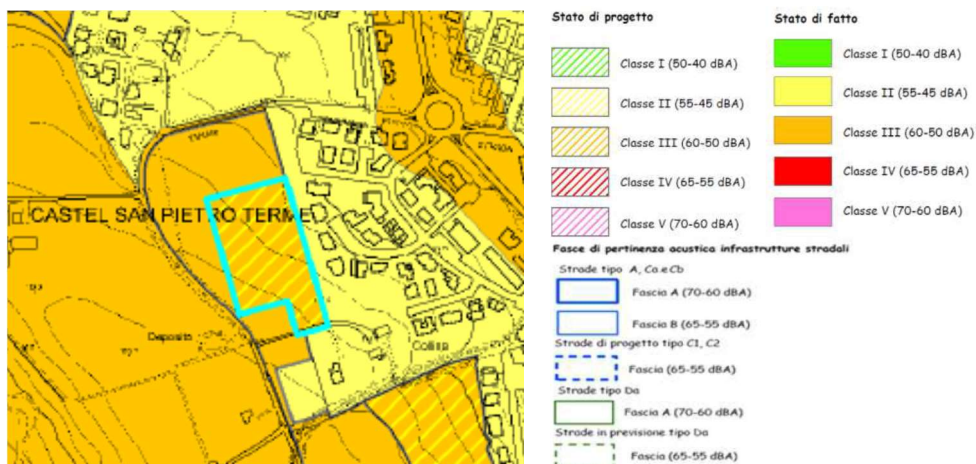 CASTEL SAN PIETRO TERME
Deposito
Collina
Stato di progetto
Classe I (50-40 dBA)
Classe II (55-45 dBA)
Classe III (60-50 dBA)
Classe IV (65-55 dBA)
Classe V (70-60 dBA)
Stato di fatto
Classe I (50-40 dBA)
Classe II (55-45 dBA)
Classe III (60-50 dBA)
Classe IV (65-55 dBA)
Classe V (70-60 dBA)
Fasce di pertinenza acustica infrastrutture stradali
Strade tipo A, Ca e Cb
Fascia A (70-60 dBA)
Fascia B (65-55 dBA)
Strade di progetto tipo C1, C2
Fascia (65-55 dBA)
Strade tipo Da
Fascia A (70-60 dBA)
Strade in previsione tipo Da
Fascia (65-55 dBA)